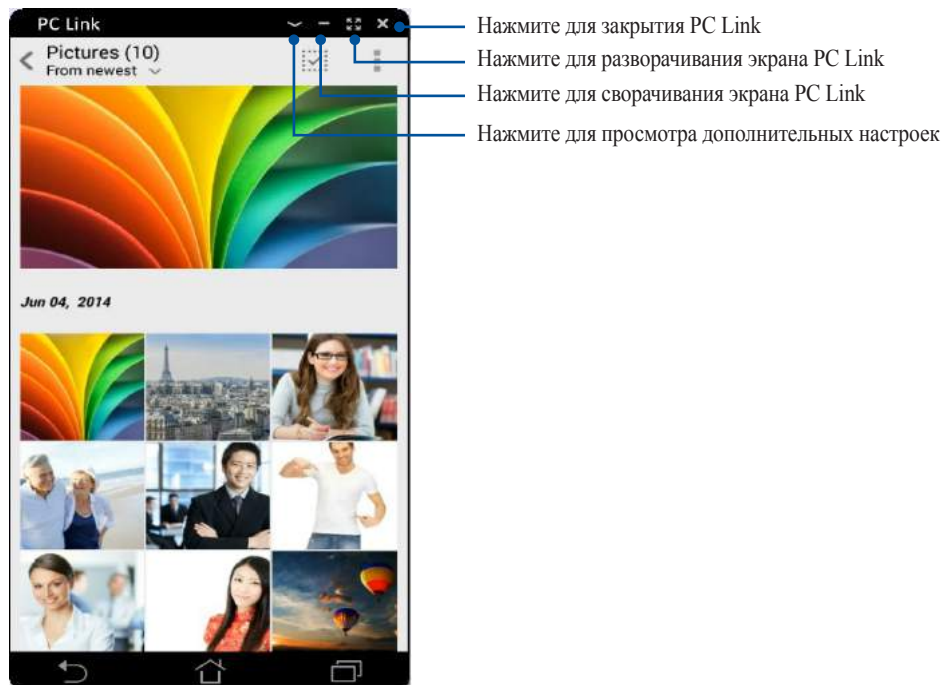 PC Link
Pictures (10)
From newest
Jun 04, 2014
Нажмите для закрытия PC Link
Нажмите для разворачивания экрана PC Link
Нажмите для сворачивания экрана PC Link
Нажмите для просмотра дополнительных настроек